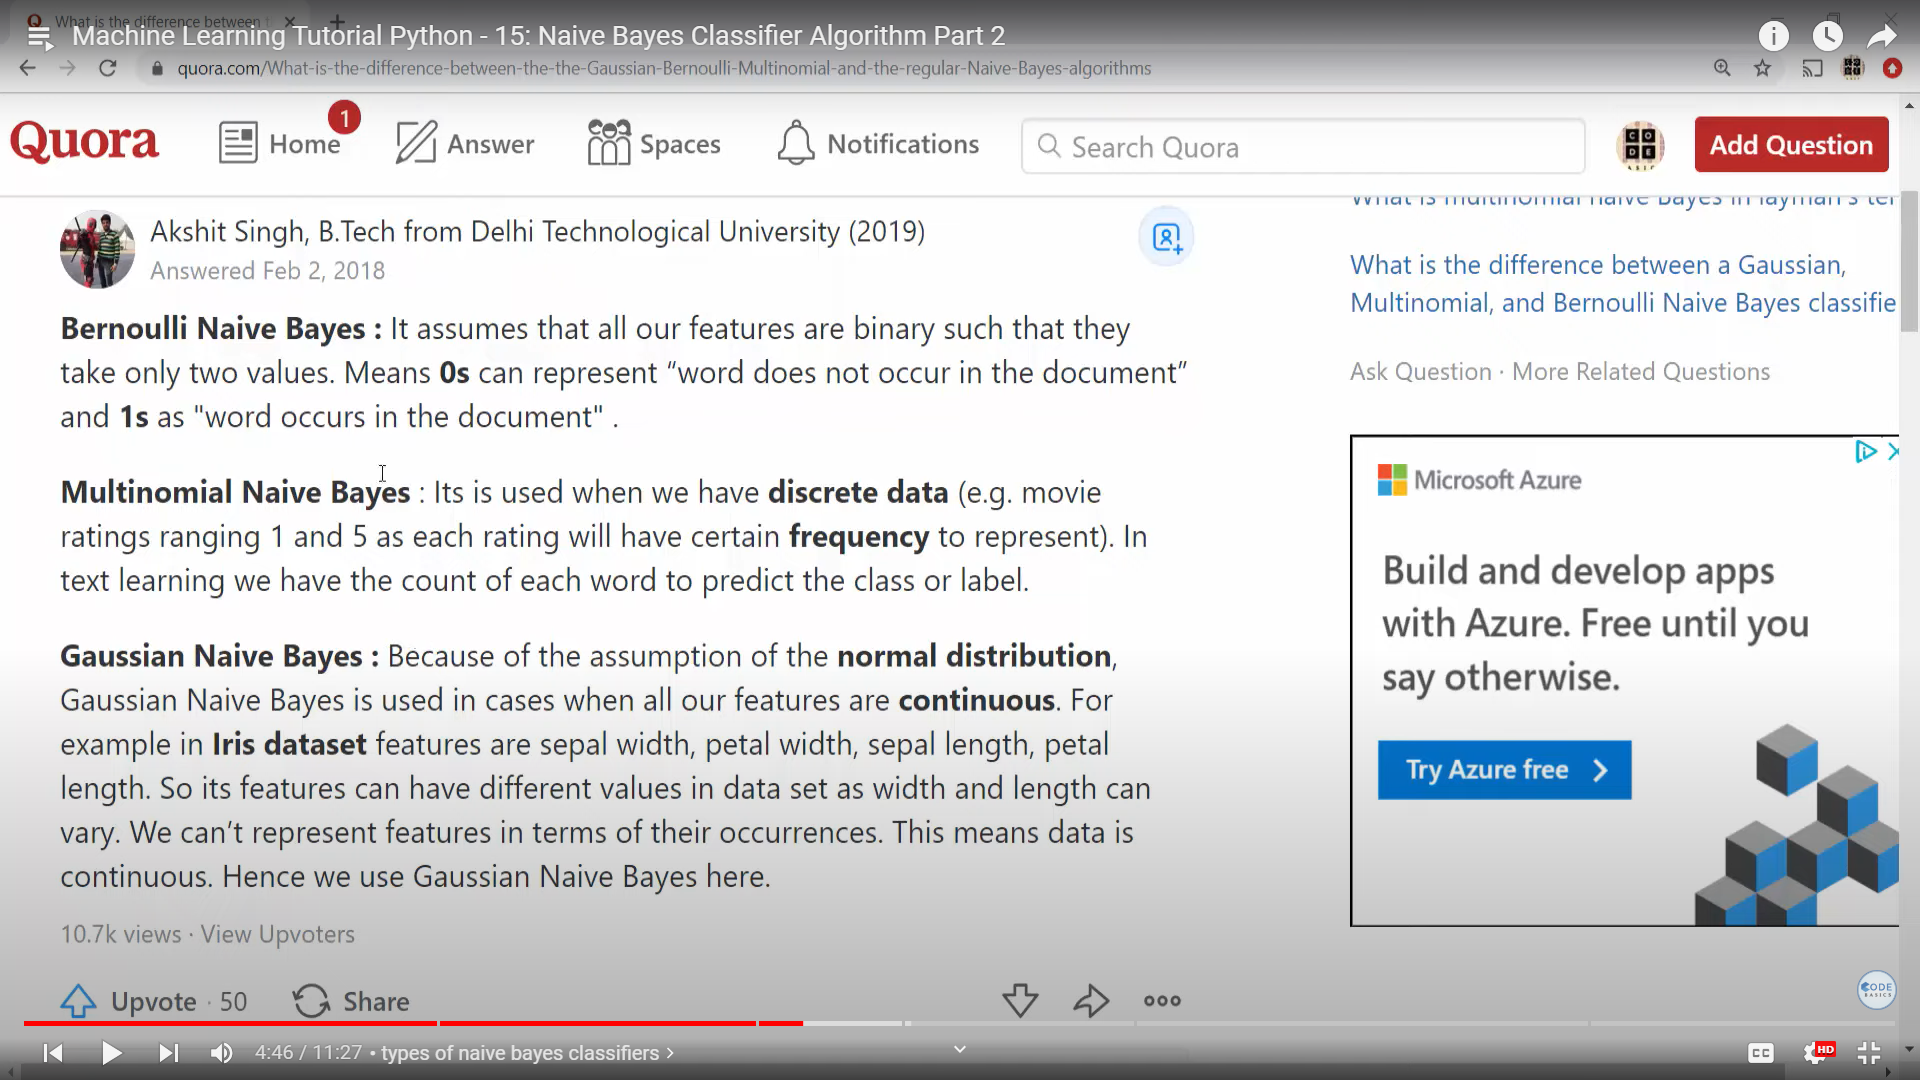 What is the difference between
Machine Learning Tutorial Python - 15: Naive Bayes Classifier Algorithm Part 2
quora.com/What-is-the-difference-between-the-the-Gaussian-Bernoulli-Multinomial-and-the-regular-Naive-Bayes-algorithms
Quora
Home
1
Answer
Spaces
Notifications
Search Quora
CODE
Add Question
Akshit Singh, B.Tech from Delhi Technological University (2019)
Answered Feb 2, 2018
Bernoulli Naive Bayes : It assumes that all our features are binary such that they
take only two values. Means 0s can represent “word does not occur in the document”
and 1s as "word occurs in the document" .
Multinomial Naive Bayes : Its is used when we have discrete data (e.g. movie
ratings ranging 1 and 5 as each rating will have certain frequency to represent). In
text learning we have the count of each word to predict the class or label.
Gaussian Naive Bayes : Because of the assumption of the normal distribution,
Gaussian Naive Bayes is used in cases when all our features are continuous. For
example in Iris dataset features are sepal width, petal width, sepal length, petal
length. So its features can have different values in data set as width and length can
vary. We can’t represent features in terms of their occurrences. This means data is
continuous. Hence we use Gaussian Naive Bayes here.
10.7k views · View Upvoters
Upvote · 50
Share
What is multinomial naive Bayes in layman's ter
What is the difference between a Gaussian,
Multinomial, and Bernoulli Naive Bayes classifie
Ask Question · More Related Questions
Microsoft Azure
Build and develop apps
with Azure. Free until you
say otherwise.
Try Azure free
CODE
BASICS
4:46 / 11:27 • types of naive bayes classifiers
CC
HD